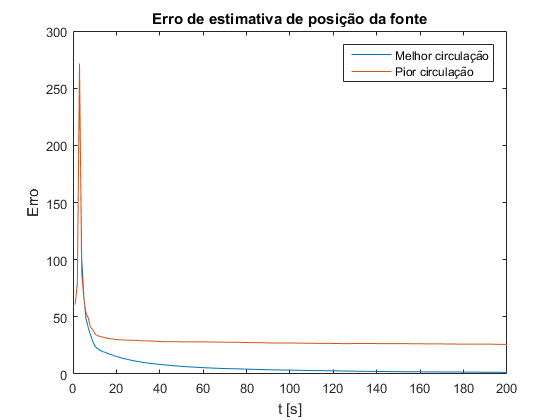 Erro de estimativa de posição da fonte
300
250
200
150
100
50
0
Erro
Melhor circulação
Pior circulação
0 20 40 60 80 100 120 140 160 180 200
t [s]